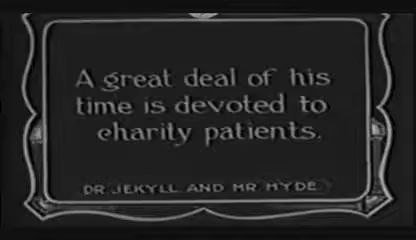 A great deal of his
time is devoted to
charity patients.
DR. JEKYLL AND MR. HYDE